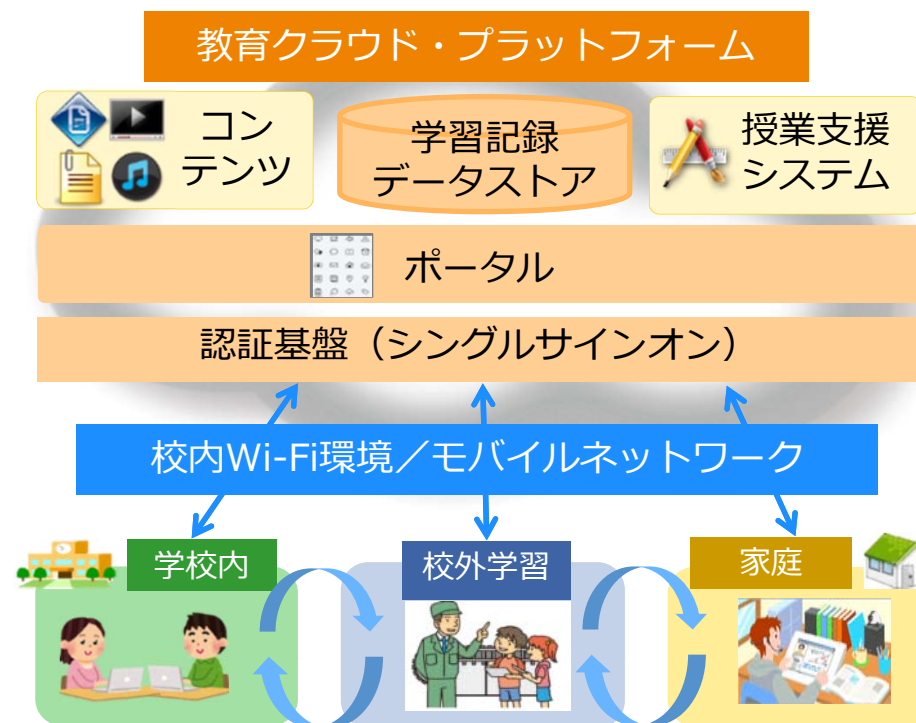 教育クラウド・プラットフォーム
コン
テンツ
学習記録
データストア
授業支援
システム
ポータル
認証基盤（シングルサインオン）
校内Wi-Fi環境／モバイルネットワーク
学校内
校外学習
家庭